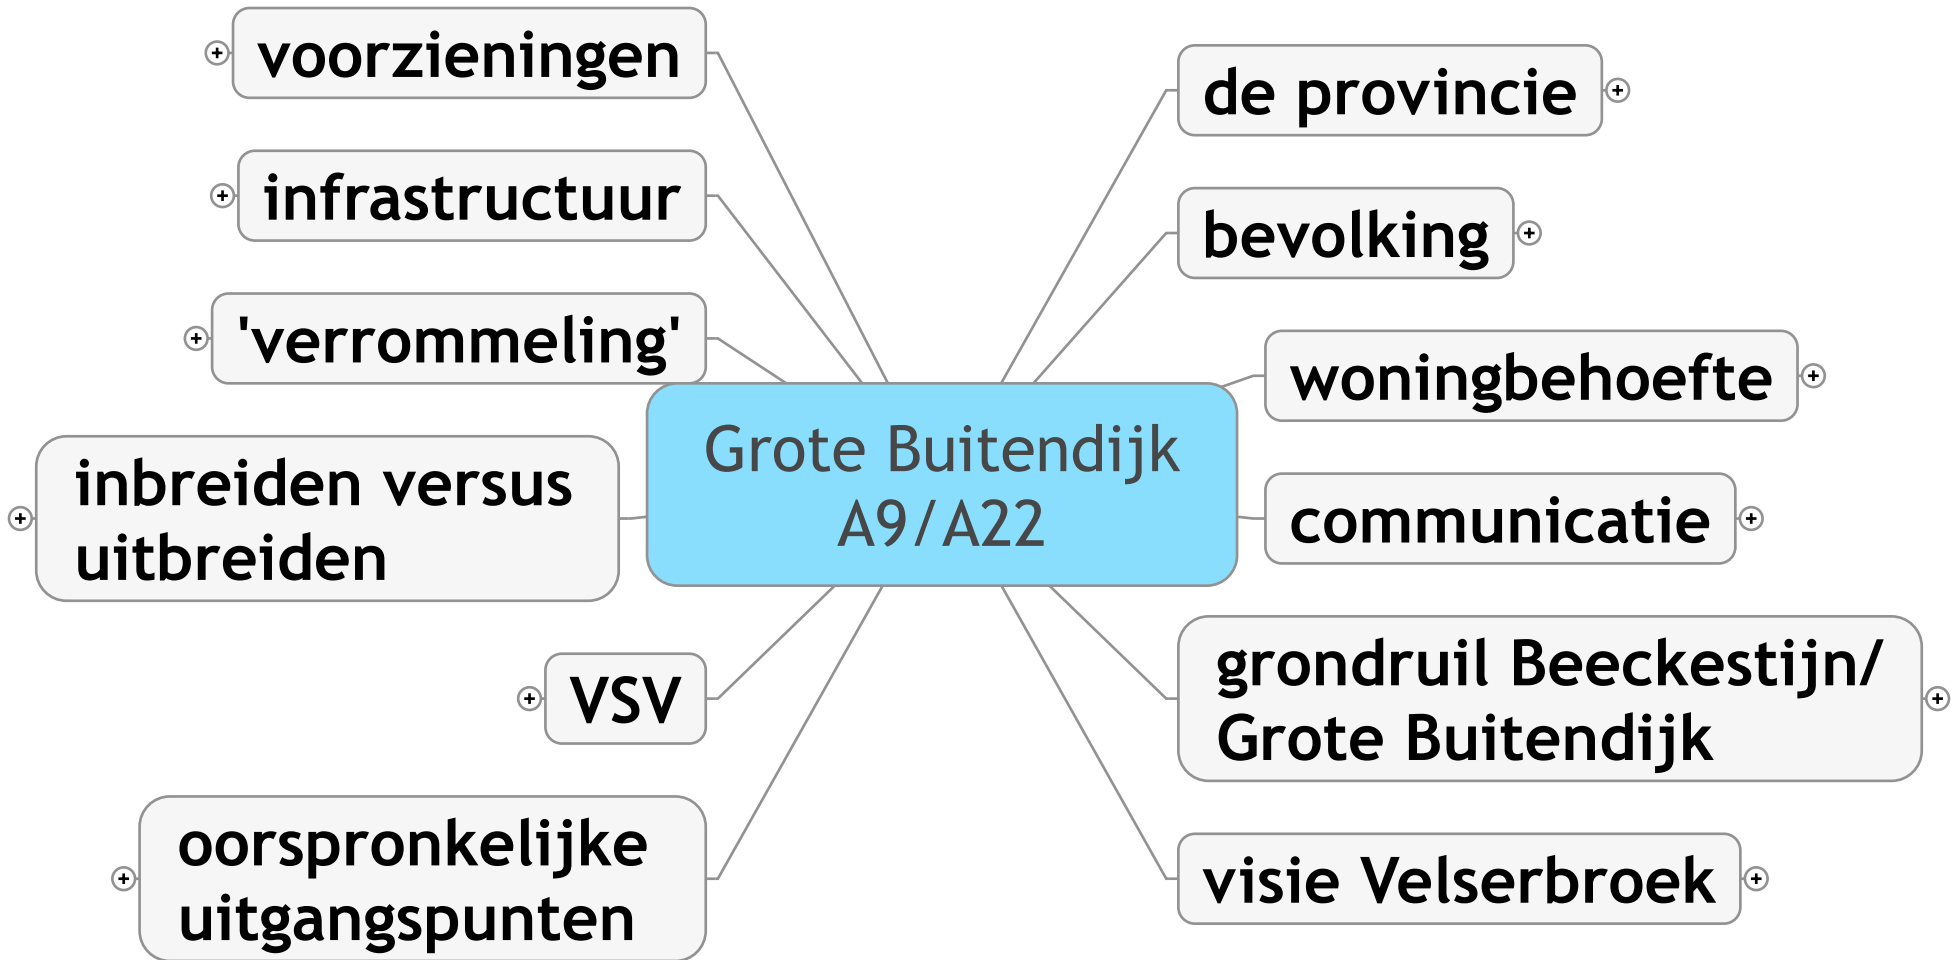 voorzieningen
infrastructuur
'verrommeling'
inbreiden versus
uitbreiden
VSV
oorspronkelijke
uitgangspunten
Grote Buitendijk
A9/A22
de provincie
bevolking
woningbehoefte
communicatie
grondruil Beeckestijn/
Grote Buitendijk
visie Velserbroek